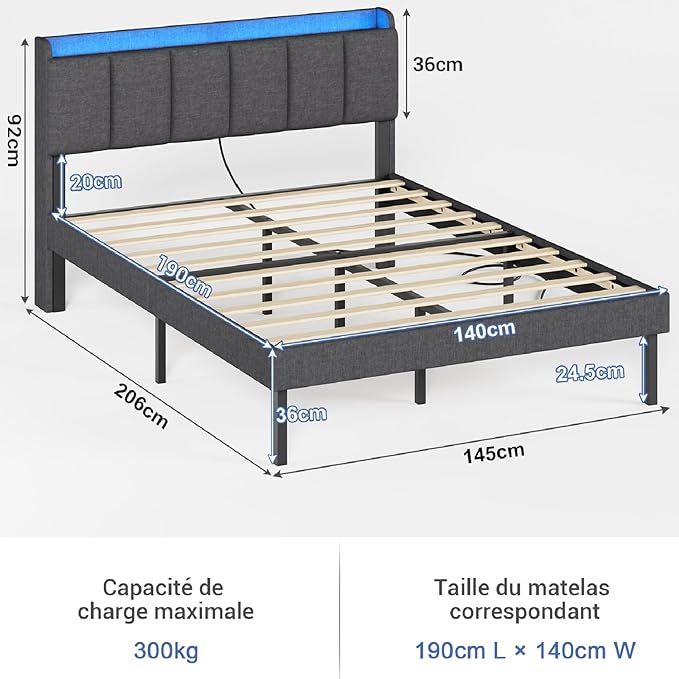 36cm
92cm
20cm
190cm
140cm
24.5cm
36cm
206cm
145cm
Capacité de
charge maximale
300kg
Taille du matelas
correspondant
190cm L × 140cm W